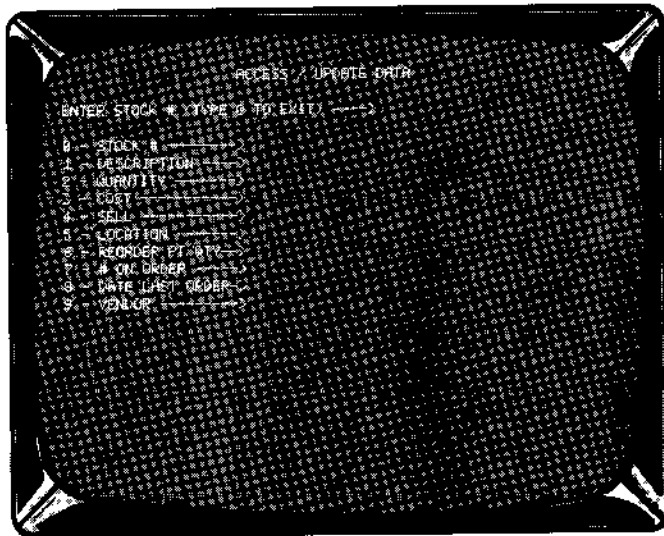 ACCESS / UPDATE DATA
ENTER STOCK # (TYPE 0 TO EXIT) ---->
0 - STOCK # -------->
1 - DESCRIPTION ---->
2 - QUANTITY ------->
3 - COST ----------->
4 - SELL ----------->
5 - LOCATION ------->
6 - REORDER PT QTY-->
7 - # ON ORDER ----->
8 - DATE LAST ORDER->
9 - VENDOR --------->